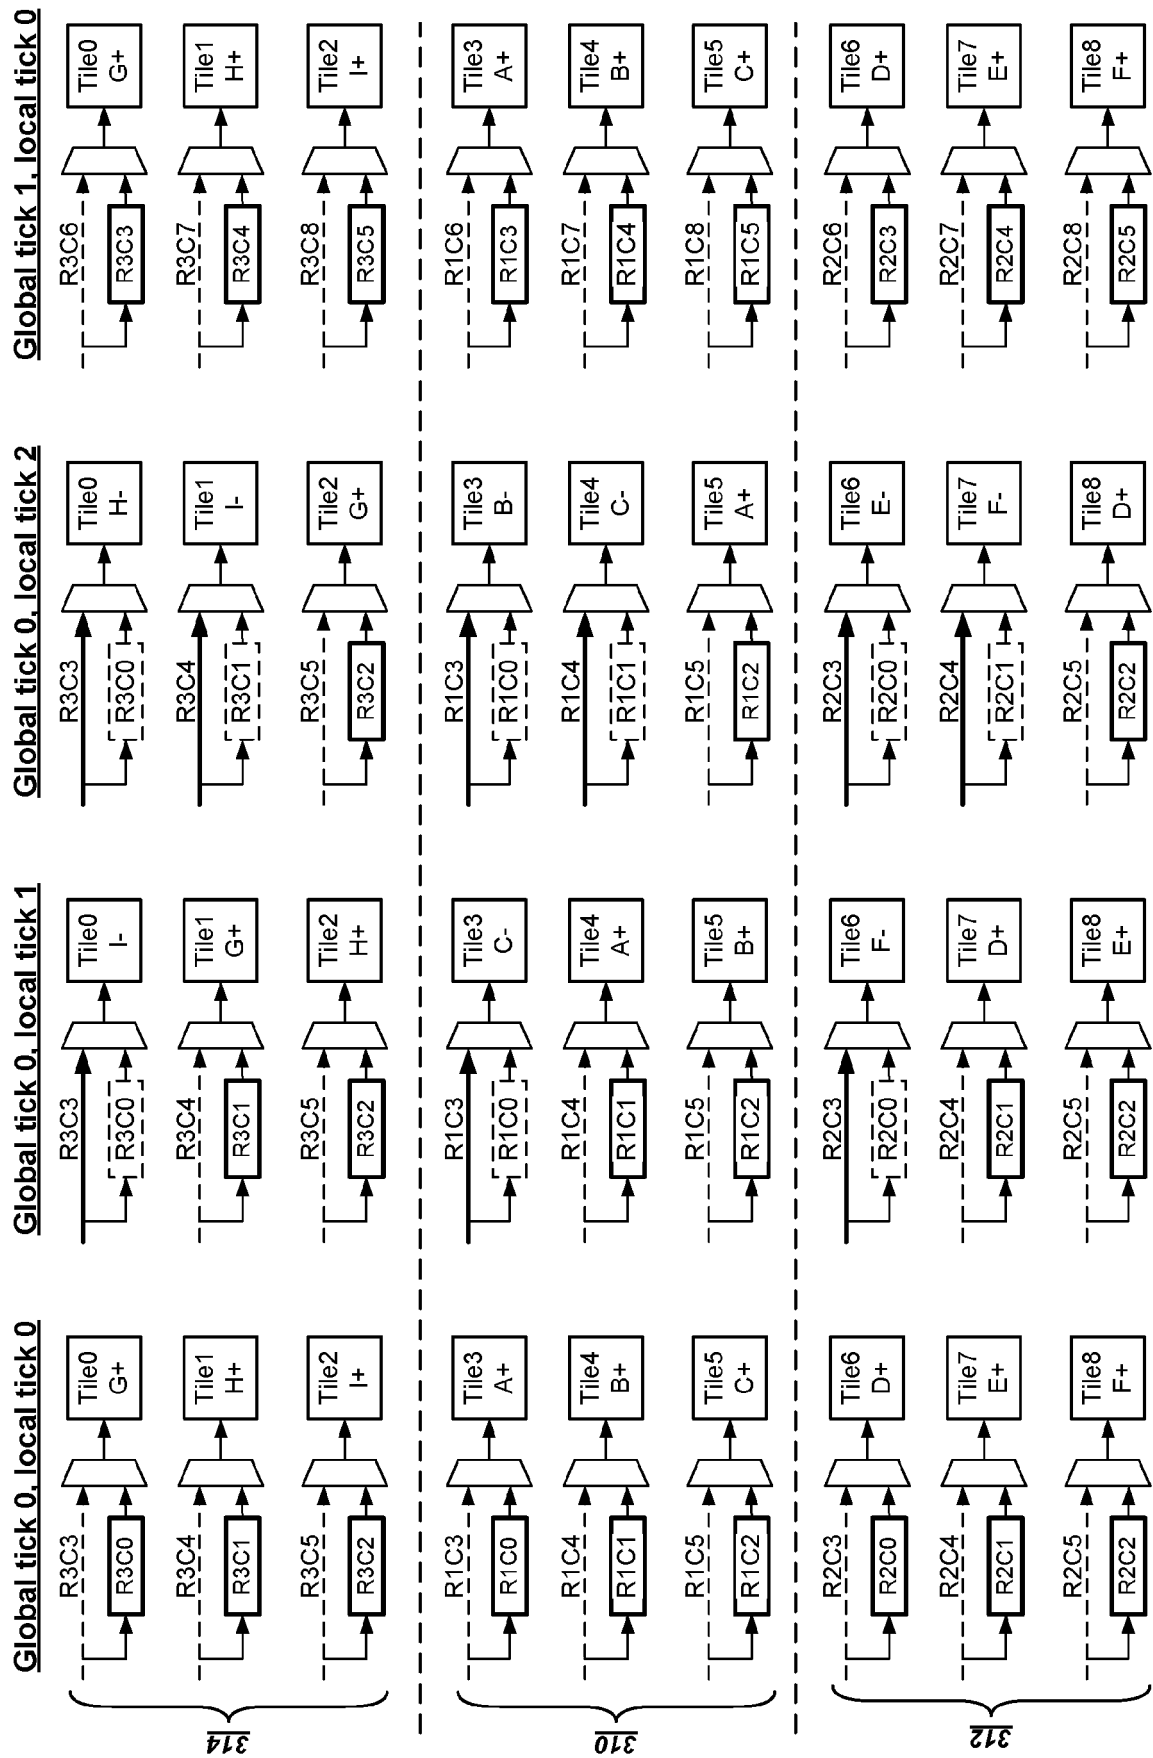 Global tick 0, local tick 0
R3C3
R3C0
Tile0
G+
R3C4
R3C1
Tile1
H+
R3C5
R3C2
Tile2
I+
R1C3
R1C0
Tile3
A+
R1C4
R1C1
Tile4
B+
R1C5
R1C2
Tile5
C+
R2C3
R2C0
Tile6
D+
R2C4
R2C1
Tile7
E+
R2C5
R2C2
Tile8
F+
Global tick 0, local tick 1
R3C3
R3C0
Tile0
I-
R3C4
R3C1
Tile1
G+
R3C5
R3C2
Tile2
H+
R1C3
R1C0
Tile3
C-
R1C4
R1C1
Tile4
A+
R1C5
R1C2
Tile5
B+
R2C3
R2C0
Tile6
F-
R2C4
R2C1
Tile7
D+
R2C5
R2C2
Tile8
E+
Global tick 0, local tick 2
R3C3
R3C0
Tile0
H-
R3C4
R3C1
Tile1
I-
R3C5
R3C2
Tile2
G+
R1C3
R1C0
Tile3
B-
R1C4
R1C1
Tile4
C-
R1C5
R1C2
Tile5
A+
R2C3
R2C0
Tile6
E-
R2C4
R2C1
Tile7
F-
R2C5
R2C2
Tile8
D+
Global tick 1, local tick 0
R3C6
R3C3
Tile0
G+
R3C7
R3C4
Tile1
H+
R3C8
R3C5
Tile2
I+
R1C6
R1C3
Tile3
A+
R1C7
R1C4
Tile4
B+
R1C8
R1C5
Tile5
C+
R2C6
R2C3
Tile6
D+
R2C7
R2C4
Tile7
E+
R2C8
R2C5
Tile8
F+
314
310
312